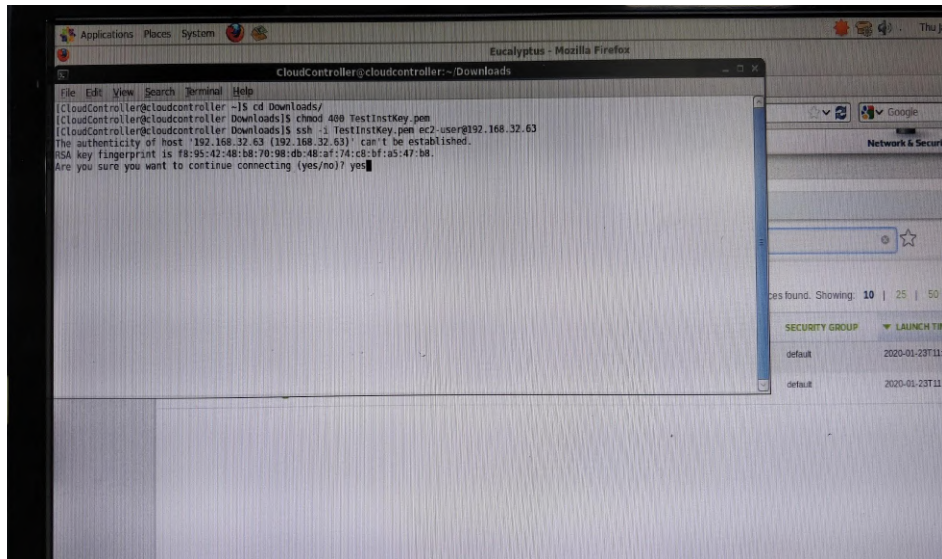 Applications Places System
Thu
Eucalyptus - Mozilla Firefox
CloudController@cloudcontroller:~/Downloads
File Edit View Search Terminal Help
[CloudController@cloudcontroller ~]$ cd Downloads/
[CloudController@cloudcontroller Downloads]$ chmod 400 TestInstKey.pem
[CloudController@cloudcontroller Downloads]$ ssh -i TestInstKey.pem ec2-user@192.168.32.63
The authenticity of host '192.168.32.63 (192.168.32.63)' can't be established.
RSA key fingerprint is f8:95:42:48:b8:70:98:db:48:af:74:c8:bf:a5:47:b8.
Are you sure you want to continue connecting (yes/no)? yes
Google
Network & Securi
ces found. Showing: 10 | 25 | 50
SECURITY GROUP LAUNCH TI
default 2020-01-23T11:
default 2020-01-23T11